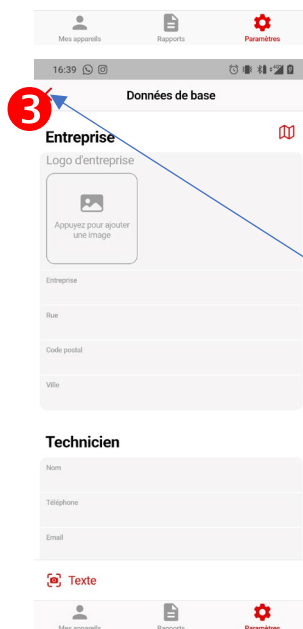 Mes appareils Rapports Paramètres
16:39
3
Données de base
Entreprise
Logo d'entreprise
Appuyez pour ajouter
une image
Entreprise
Rue
Code postal
Ville
Technicien
Nom
Téléphone
Email
Texte
Mes appareils Rapports Paramètres